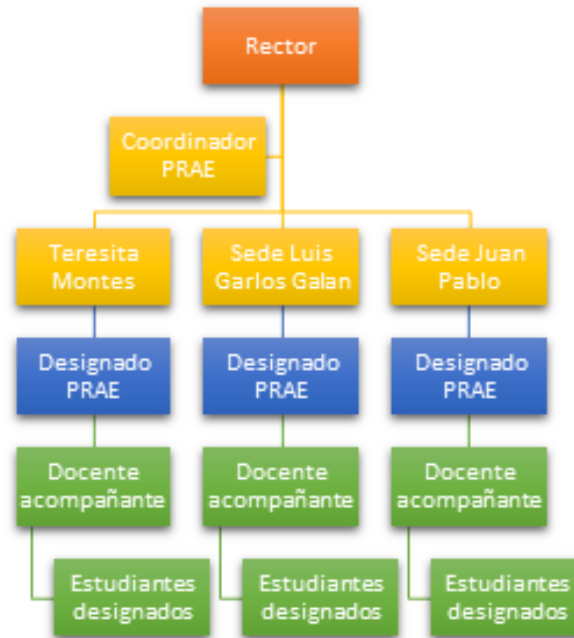 Rector
Coordinador
PRAE
Teresita
Montes
Sede Luis
Garlos Galan
Sede Juan
Pablo
Designado
PRAE
Designado
PRAE
Designado
PRAE
Docente
acompañante
Docente
acompañante
Docente
acompañante
Estudiantes
designados
Estudiantes
designados
Estudiantes
designados